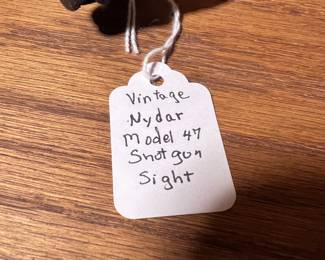 Vintage
Nydar
Model 47
Shotgun
Sight